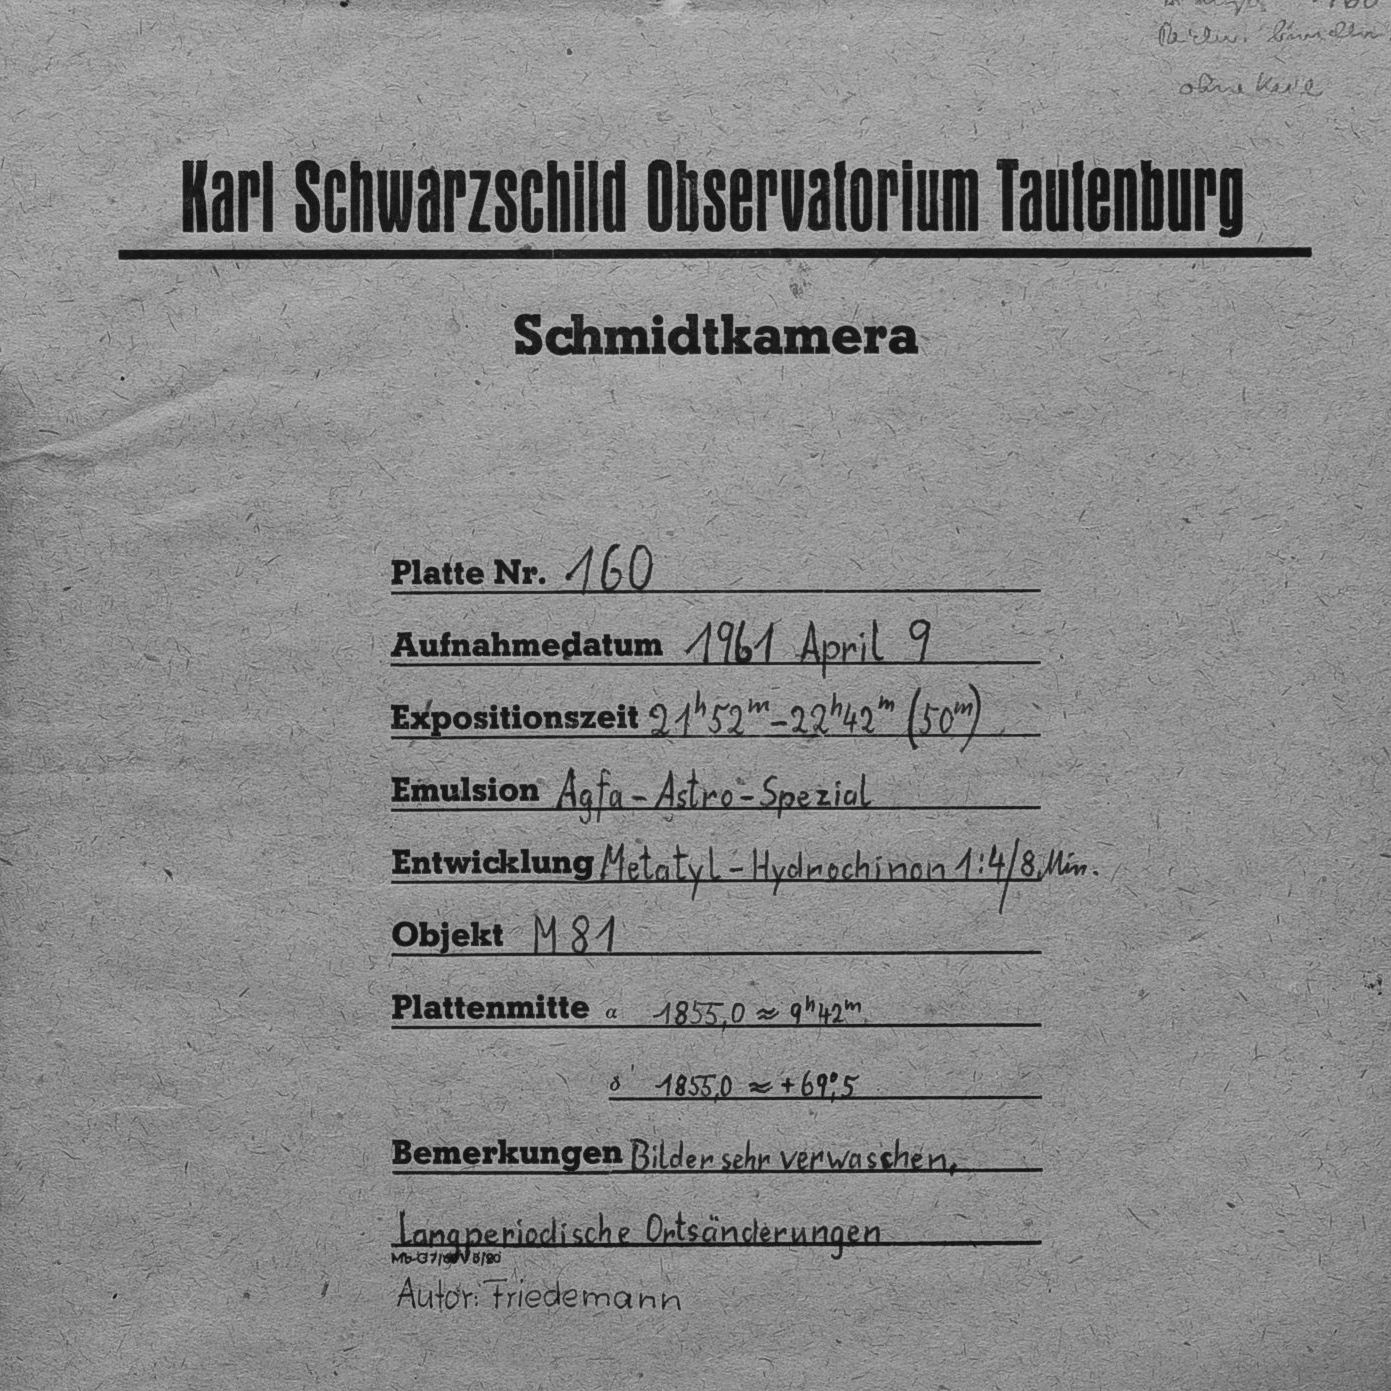 ohne Keil
Karl Schwarzschild Observatorium Tautenburg
Schmidtkamera
Platte Nr. 160
Aufnahmedatum 1961 April 9
Expositionszeit 21ʰ52ᵐ–22ʰ42ᵐ (50ᵐ)
Emulsion Agfa-Astro-Spezial
Entwicklung Metatyl-Hydrochinon 1:4/8 Min.
Objekt M 81
Plattenmitte α 1855,0 ≈ 9ʰ42ᵐ
δ 1855,0 ≈ +69°,5
Bemerkungen Bilder sehr verwaschen,
Langperiodische Ortsänderungen
Autor: Friedemann